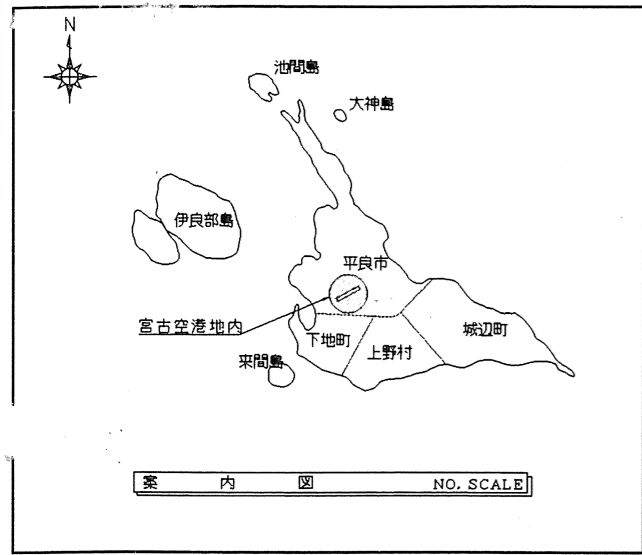 N
池間島
大神島
伊良部島
平良市
宮古空港地内
下地町
上野村
城辺町
来間島
案内図 NO. SCALE